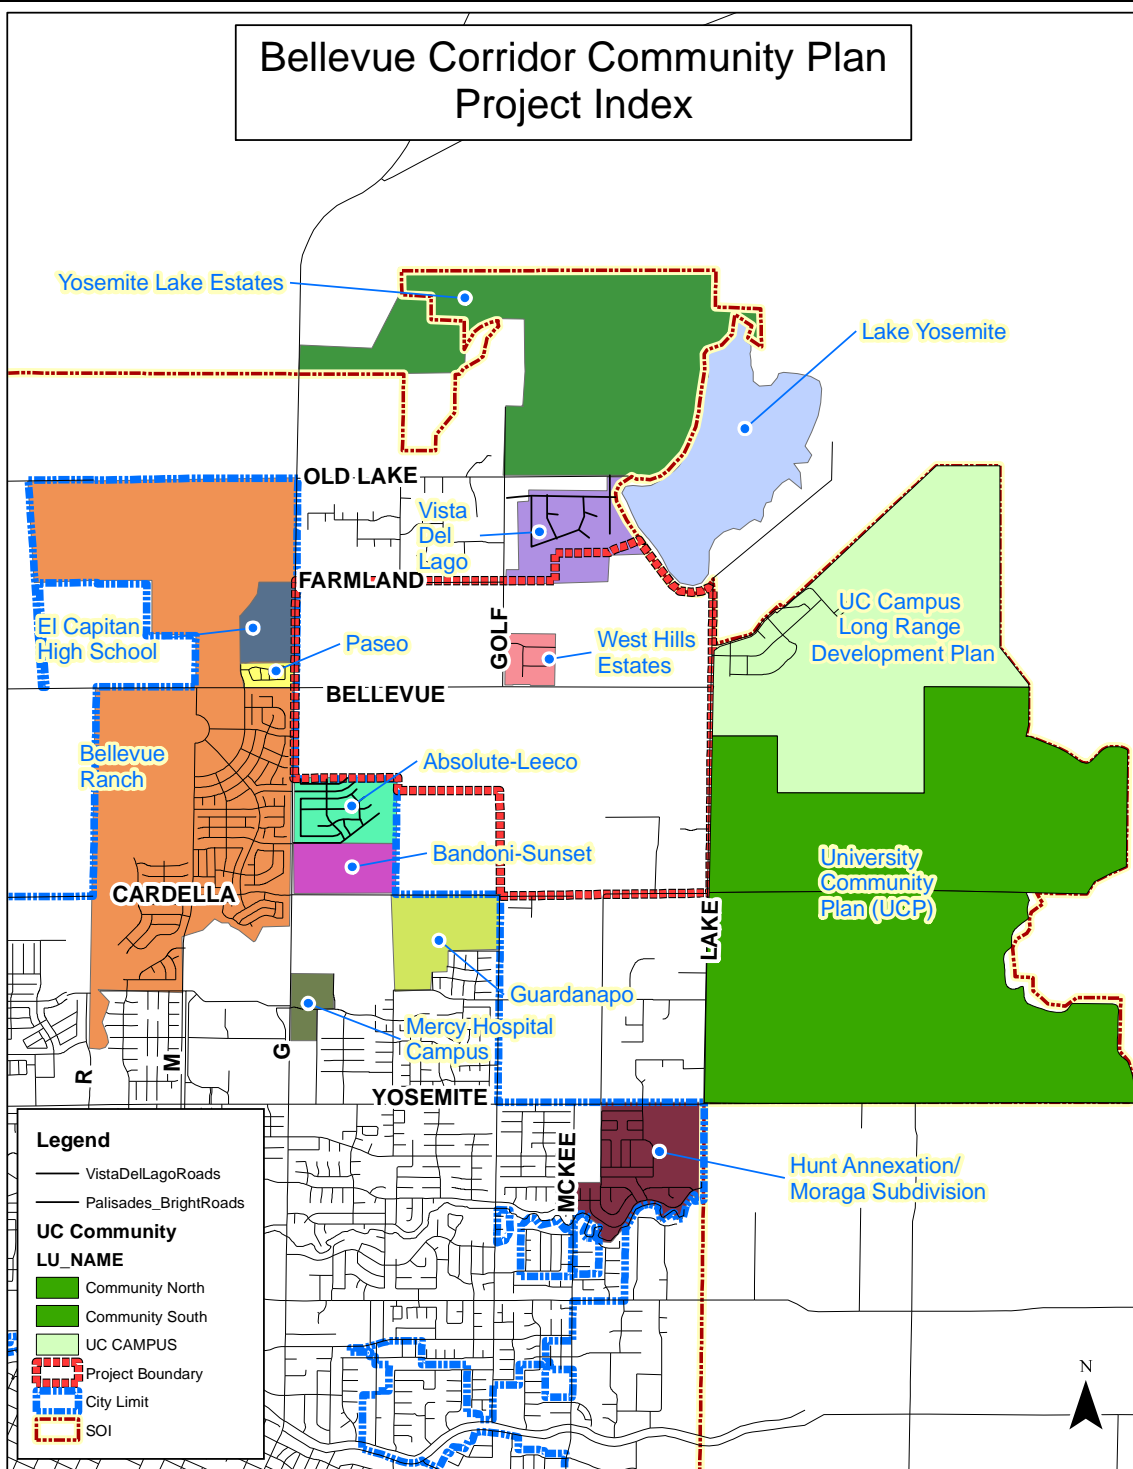 Bellevue Corridor Community Plan
Project Index
Yosemite Lake Estates
Lake Yosemite
OLD LAKE
Vista
Del
Lago
FARMLAND
GOLF
UC Campus
Long Range
Development Plan
El Capitan
High School
Paseo
West Hills
Estates
BELLEVUE
Bellevue
Ranch
Absolute-Leeco
Bandoni-Sunset
University
Community
Plan (UCP)
CARDELLA
LAKE
Guardanapo
Mercy Hospital
Campus
R
M
G
YOSEMITE
MCKEE
Hunt Annexation/
Moraga Subdivision
Legend
VistaDelLagoRoads
Palisades_BrightRoads
UC Community
LU_NAME
Community North
Community South
UC CAMPUS
Project Boundary
City Limit
SOI
N